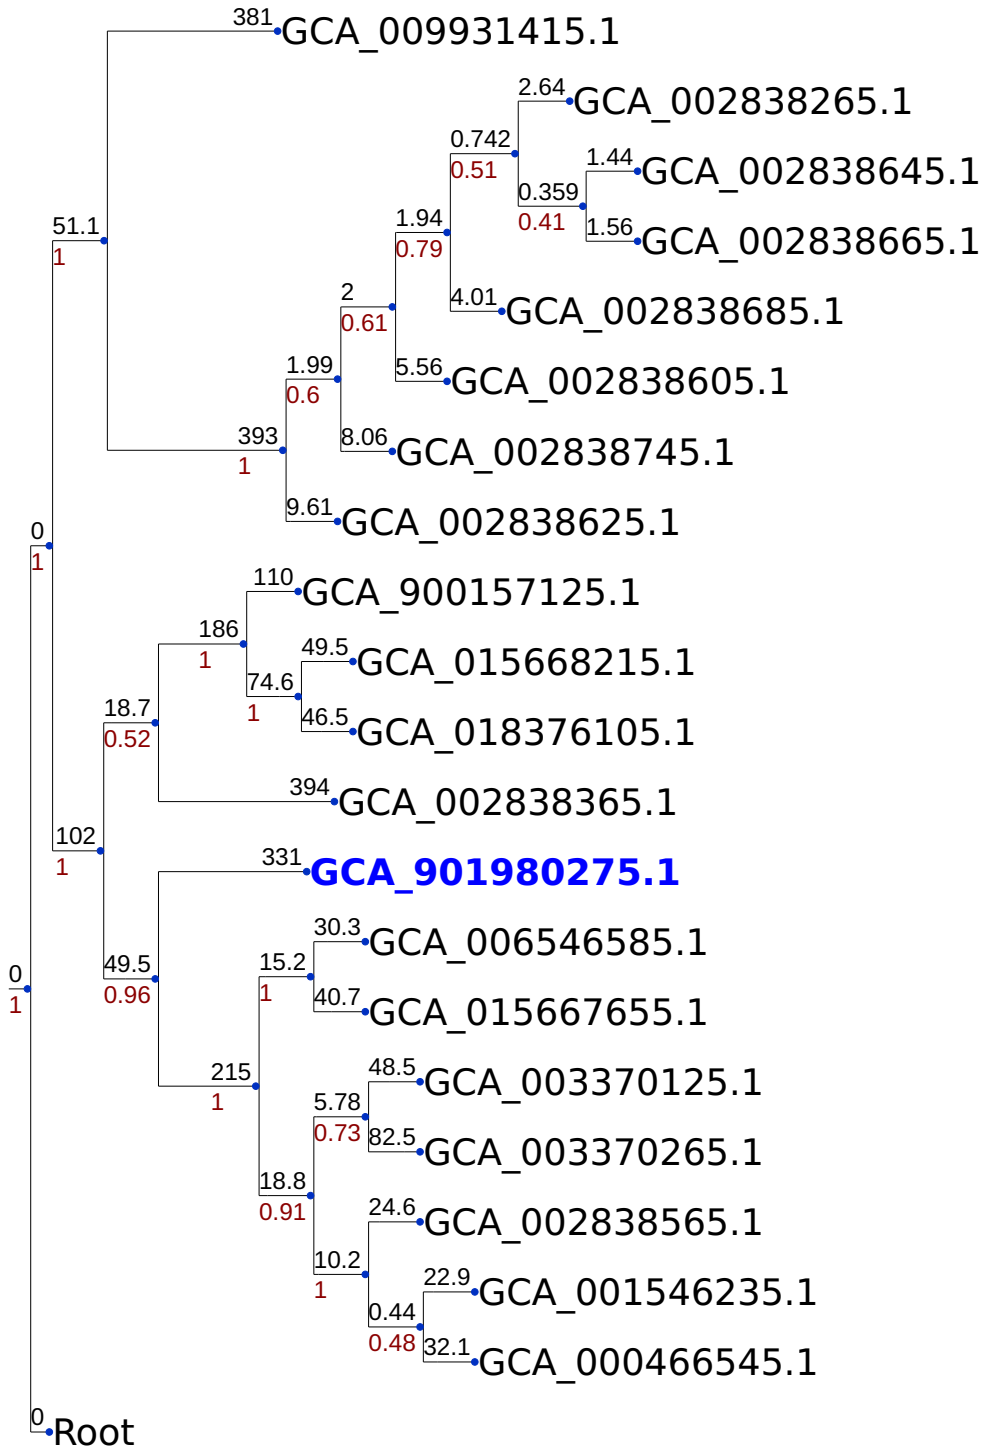 381
GCA_009931415.1
2.64
GCA_002838265.1
0.742
0.51
1.44
GCA_002838645.1
0.359
0.41
1.94
0.79
51.1
1
1.56
GCA_002838665.1
2
0.61
4.01
GCA_002838685.1
1.99
0.6
5.56
GCA_002838605.1
393
1
8.06
GCA_002838745.1
9.61
GCA_002838625.1
0
1
110
GCA_900157125.1
186
1
49.5
GCA_015668215.1
74.6
1
18.7
0.52
46.5
GCA_018376105.1
394
GCA_002838365.1
102
1
331
GCA_901980275.1
30.3
GCA_006546585.1
49.5
0.96
15.2
1
0
1
40.7
GCA_015667655.1
215
1
48.5
GCA_003370125.1
5.78
0.73
82.5
GCA_003370265.1
18.8
0.91
24.6
GCA_002838565.1
10.2
1
22.9
GCA_001546235.1
0.44
0.48
32.1
GCA_000466545.1
0
Root